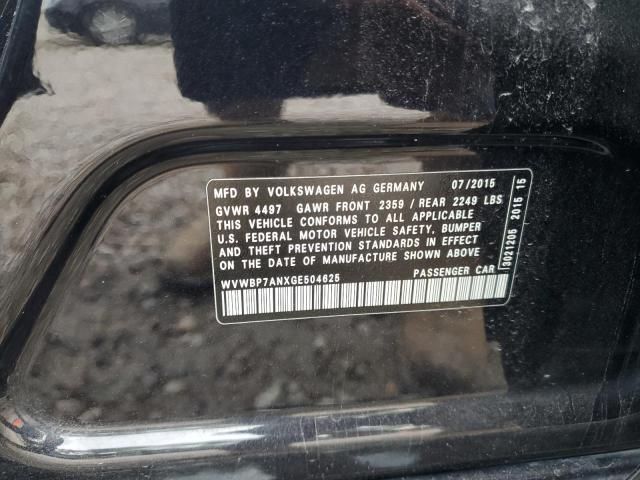 MFD BY VOLKSWAGEN AG GERMANY 07/2015
GVWR 4497 GAWR FRONT 2359 / REAR 2249 LBS
THIS VEHICLE CONFORMS TO ALL APPLICABLE
U.S. FEDERAL MOTOR VEHICLE SAFETY, BUMPER
AND THEFT PREVENTION STANDARDS IN EFFECT
ON THE DATE OF MANUFACTURE SHOWN ABOVE
WVWBP7ANXGE504625 PASSENGER CAR
3021205 2015 15